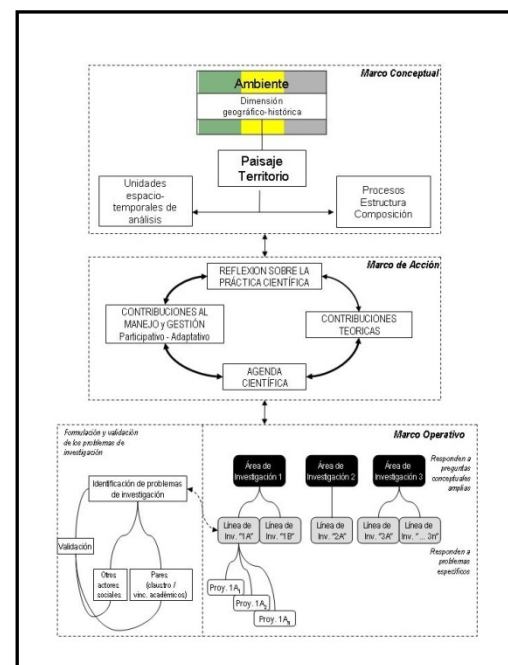 Marco Conceptual
Ambiente
Dimensión
geográfico-histórica
Paisaje
Territorio
Unidades
espacio-
temporales de
análisis
Procesos
Estructura
Composición
Marco de Acción
REFLEXION SOBRE LA
PRÁCTICA CIENTÍFICA
CONTRIBUCIONES AL
MANEJO y GESTIÓN
Participativo - Adaptativo
CONTRIBUCIONES
TEORICAS
AGENDA
CIENTÍFICA
Formulación y validación
de los problemas de
investigación
Identificación de problemas
de investigación
Validación
Otros
actores
sociales
Pares
(claustro /
vinc. académicos)
Marco Operativo
Área de
Investigación 1
Área de
Investigación 2
Área de
Investigación 3
Responden a
preguntas
conceptuales
amplias
Línea de
Inv. "1A"
Línea de
Inv. "1B"
Línea de
Inv. "2A"
Línea de
Inv. "3A"
Línea de
Inv. " ... 3n"
Responden a
problemas
específicos
Proy. 1A1
Proy. 1A2
Proy. 1An